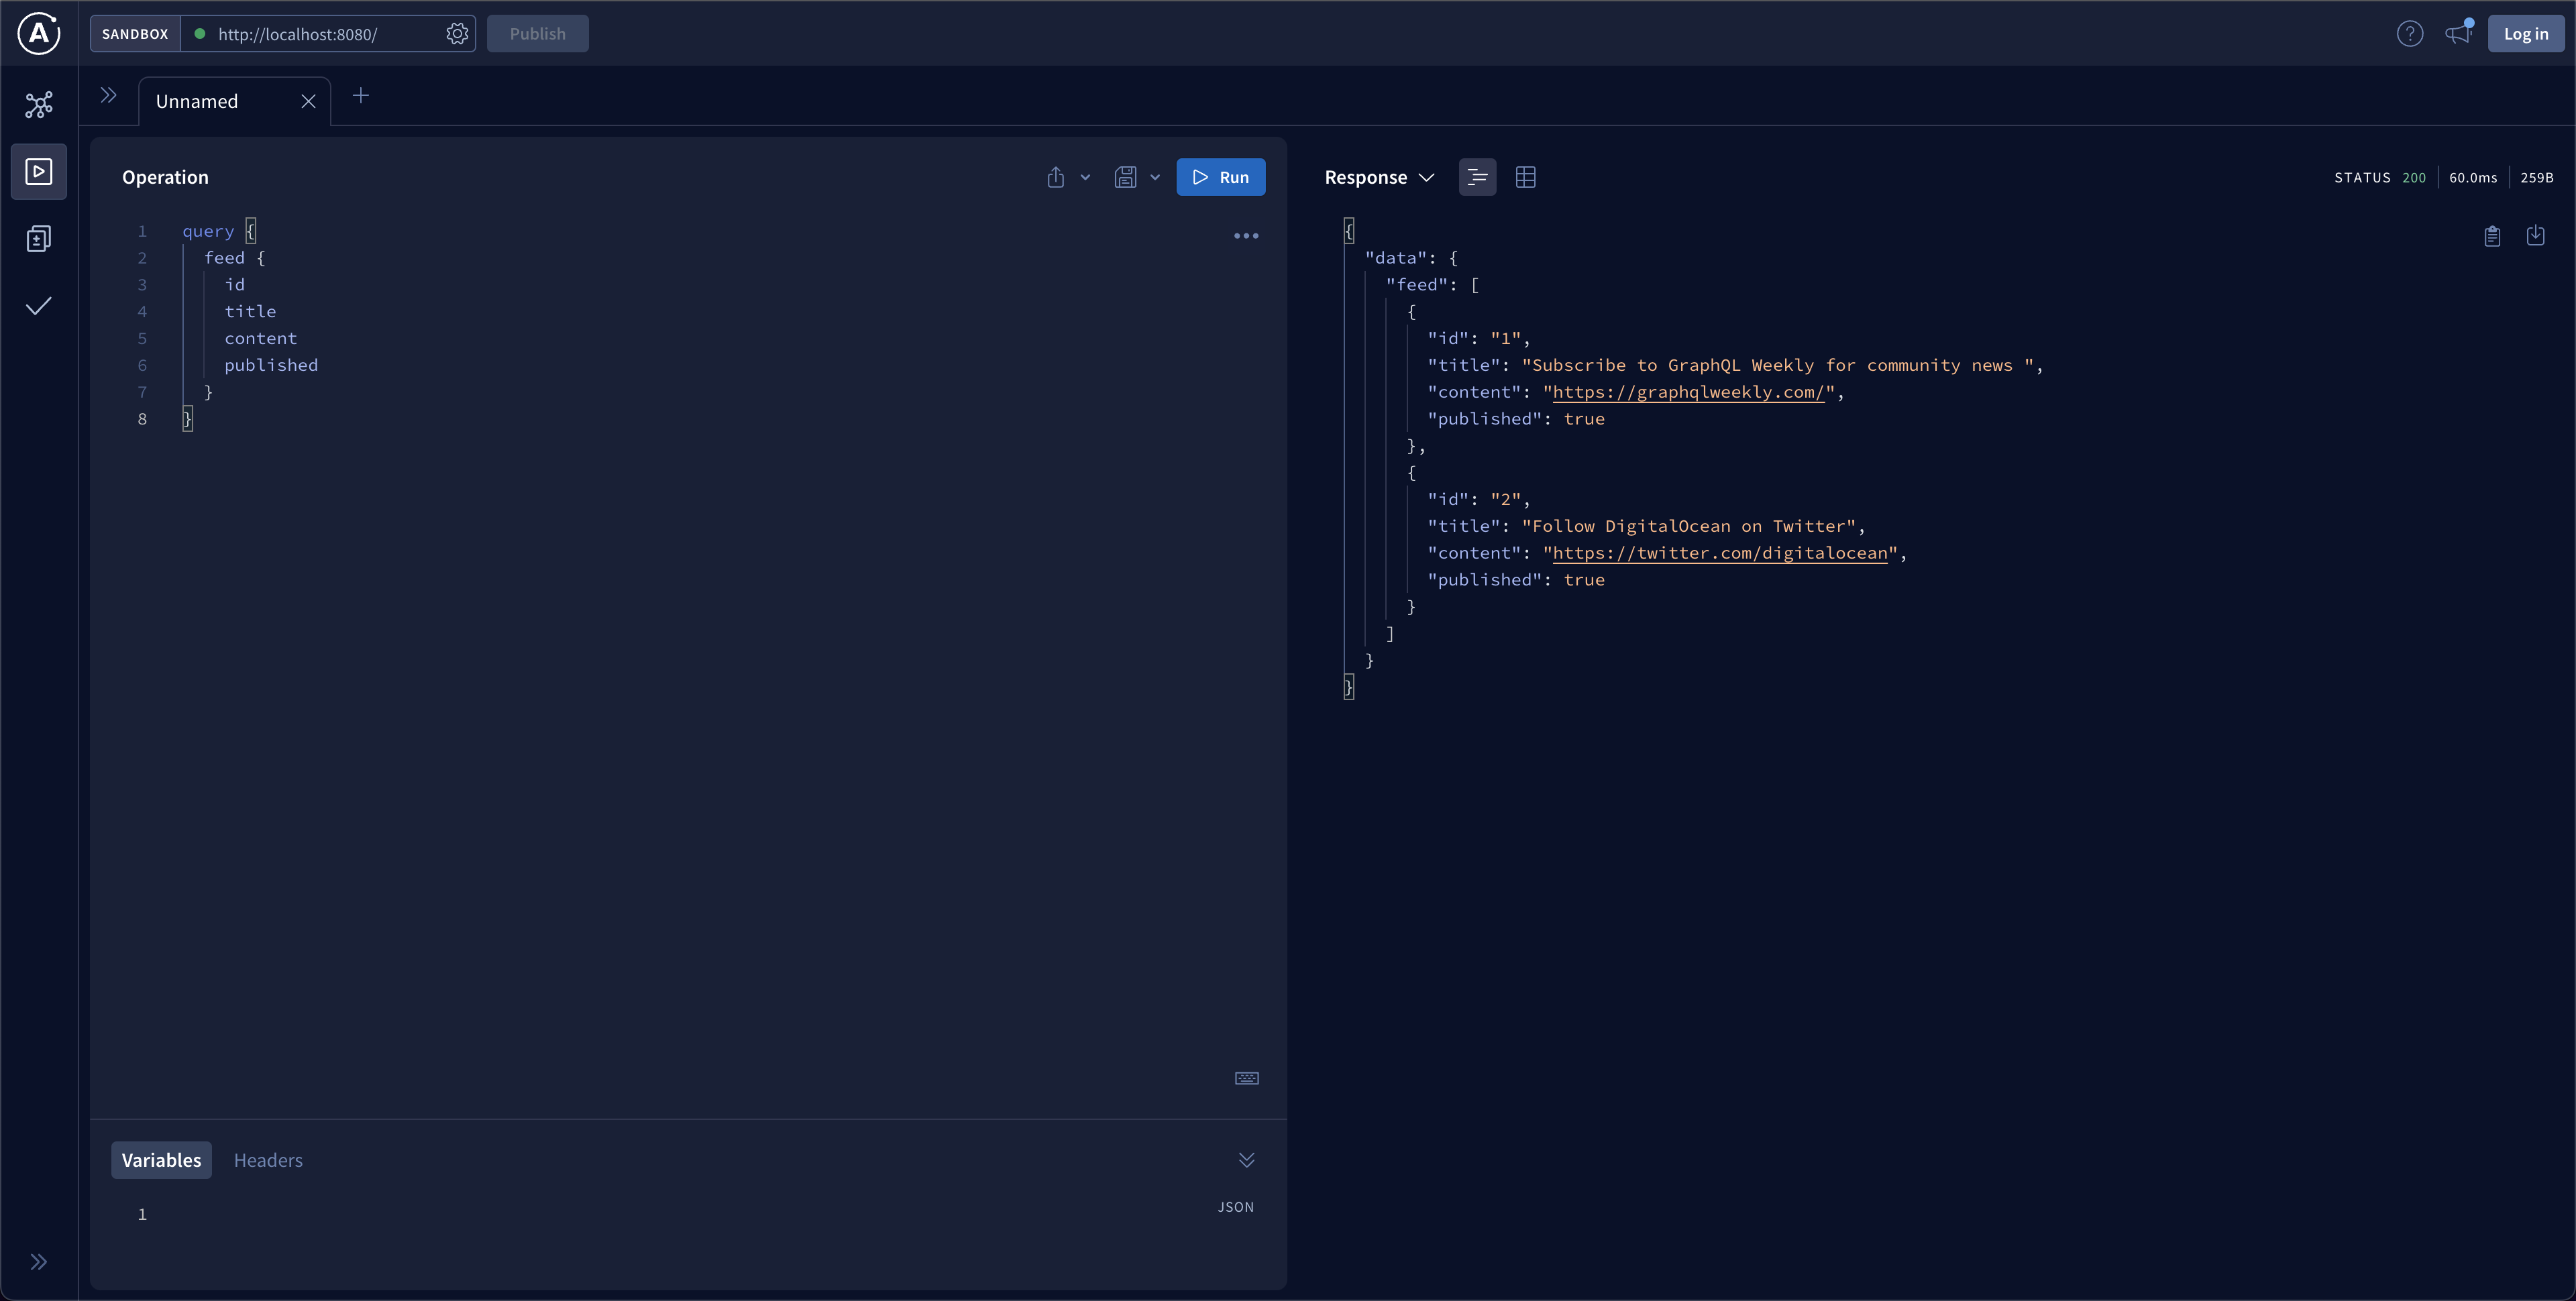 A SANDBOX http://localhost:8080/ Publish ? Log in
Unnamed
Operation Run
1 query {
2   feed {
3     id
4     title
5     content
6     published
7   }
8 }
Variables Headers
1 JSON
Response STATUS 200 60.0ms 259B
{
  "data": {
    "feed": [
      {
        "id": "1",
        "title": "Subscribe to GraphQL Weekly for community news ",
        "content": "https://graphqlweekly.com/",
        "published": true
      },
      {
        "id": "2",
        "title": "Follow DigitalOcean on Twitter",
        "content": "https://twitter.com/digitalocean",
        "published": true
      }
    ]
  }
}